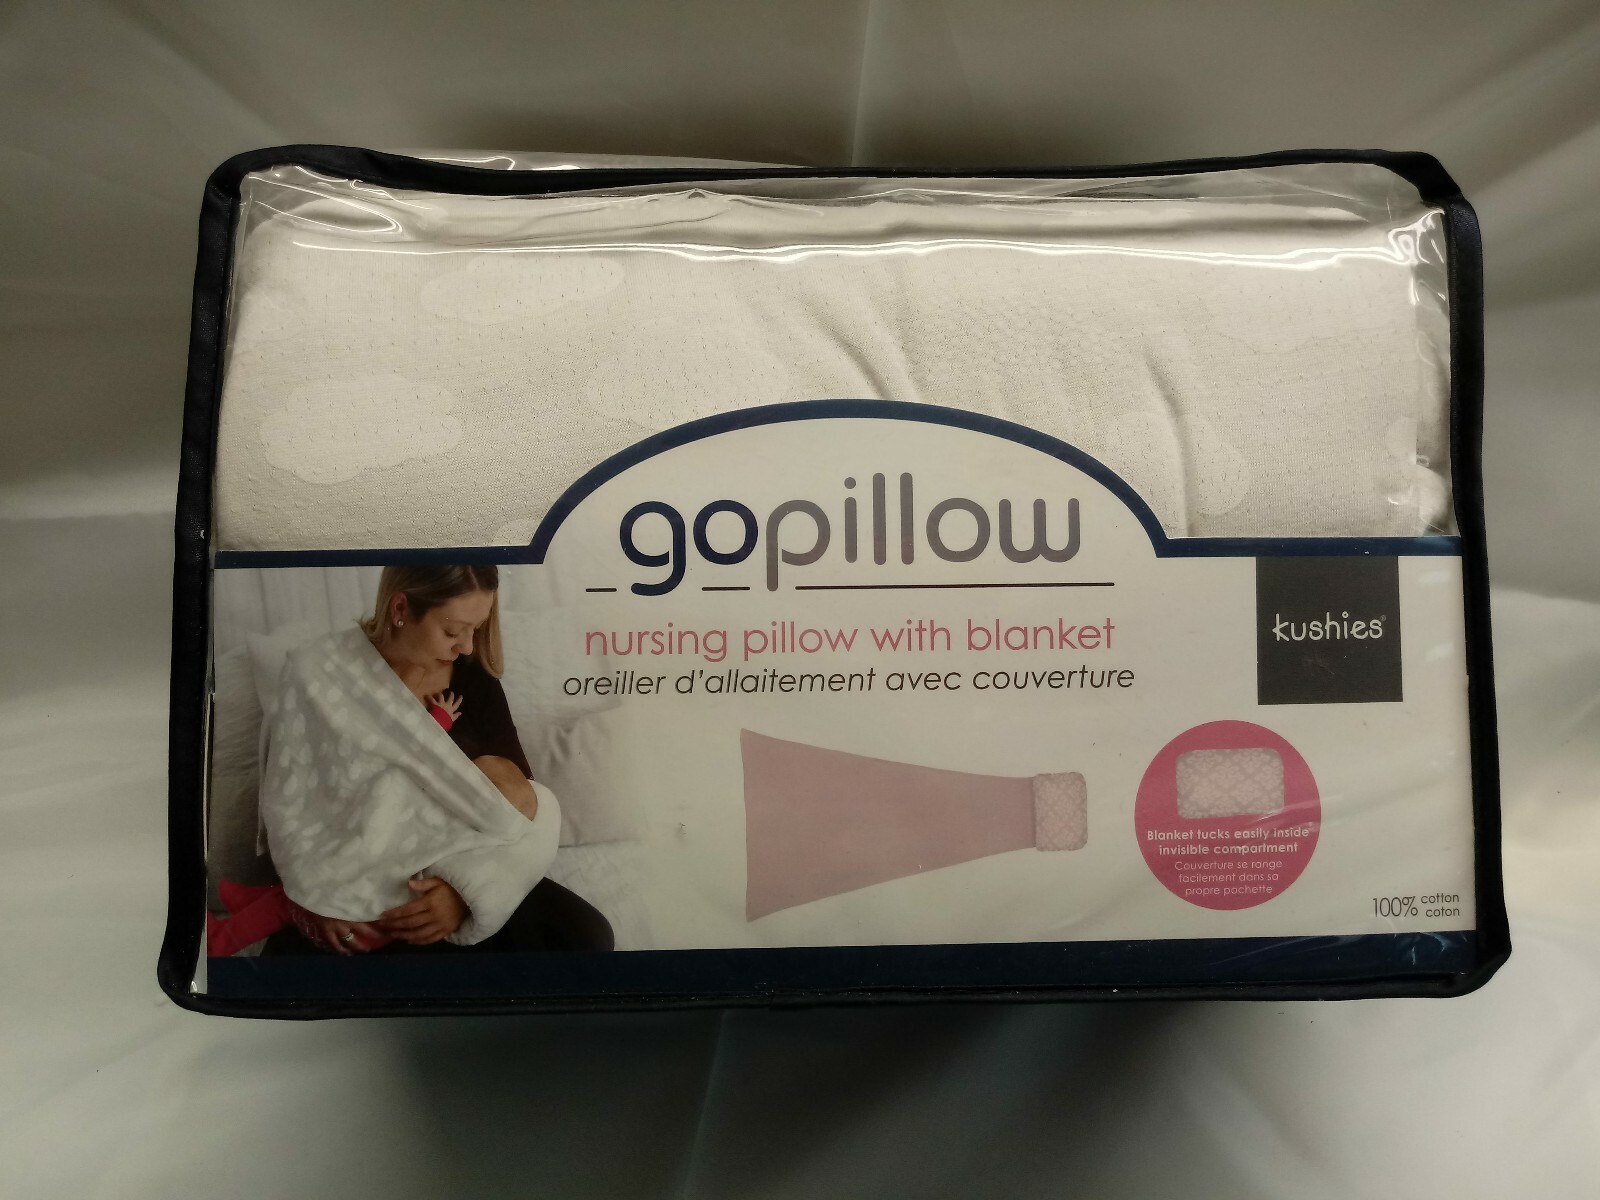 gopillow
nursing pillow with blanket
oreiller d'allaitement avec couverture
kushies®
Blanket tucks easily inside
invisible compartment
Couverture se range
facilement dans sa
propre pochette
100% cotton
coton